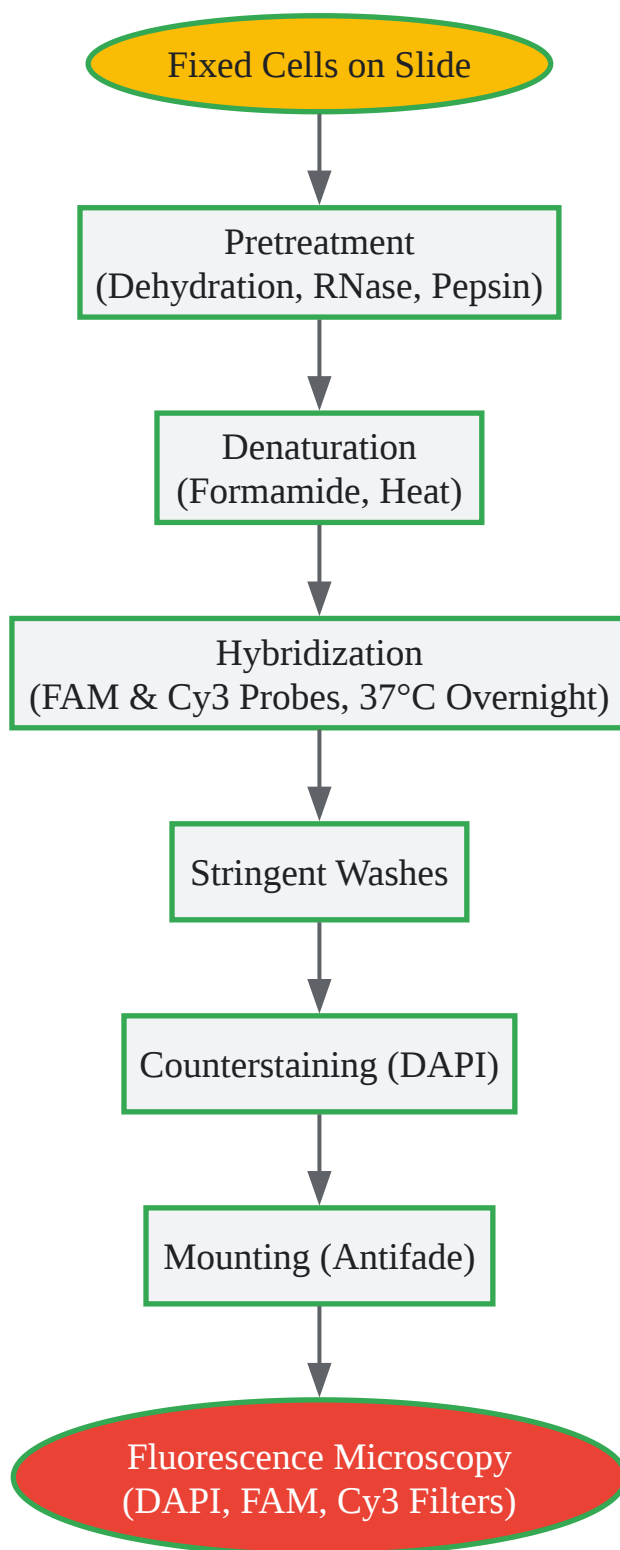 Fixed Cells on Slide
Pretreatment
(Dehydration, RNase, Pepsin)
Denaturation
(Formamide, Heat)
Hybridization
(FAM & Cy3 Probes, 37°C Overnight)
Stringent Washes
Counterstaining (DAPI)
Mounting (Antifade)
Fluorescence Microscopy
(DAPI, FAM, Cy3 Filters)